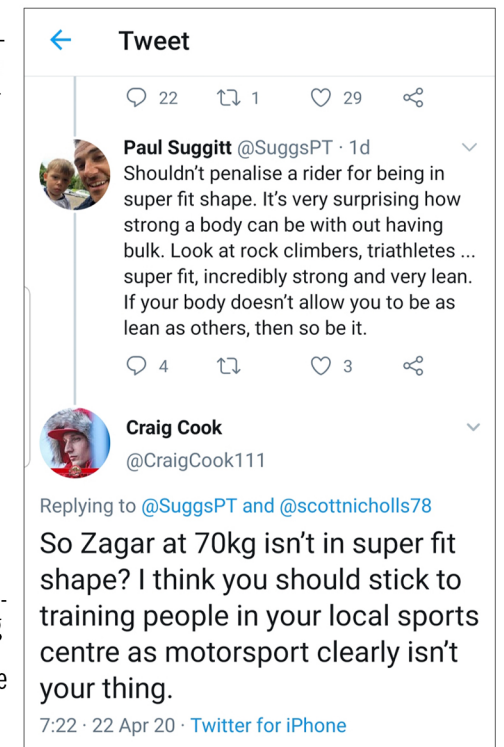 Tweet
22 1 29
Paul Suggitt @SuggsPT · 1d
Shouldn't penalise a rider for being in
super fit shape. It's very surprising how
strong a body can be with out having
bulk. Look at rock climbers, triathletes ...
super fit, incredibly strong and very lean.
If your body doesn't allow you to be as
lean as others, then so be it.
4 3
Craig Cook
@CraigCook111
Replying to @SuggsPT and @scottnicholls78
So Zagar at 70kg isn't in super fit
shape? I think you should stick to
training people in your local sports
centre as motorsport clearly isn't
your thing.
7:22 · 22 Apr 20 · Twitter for iPhone